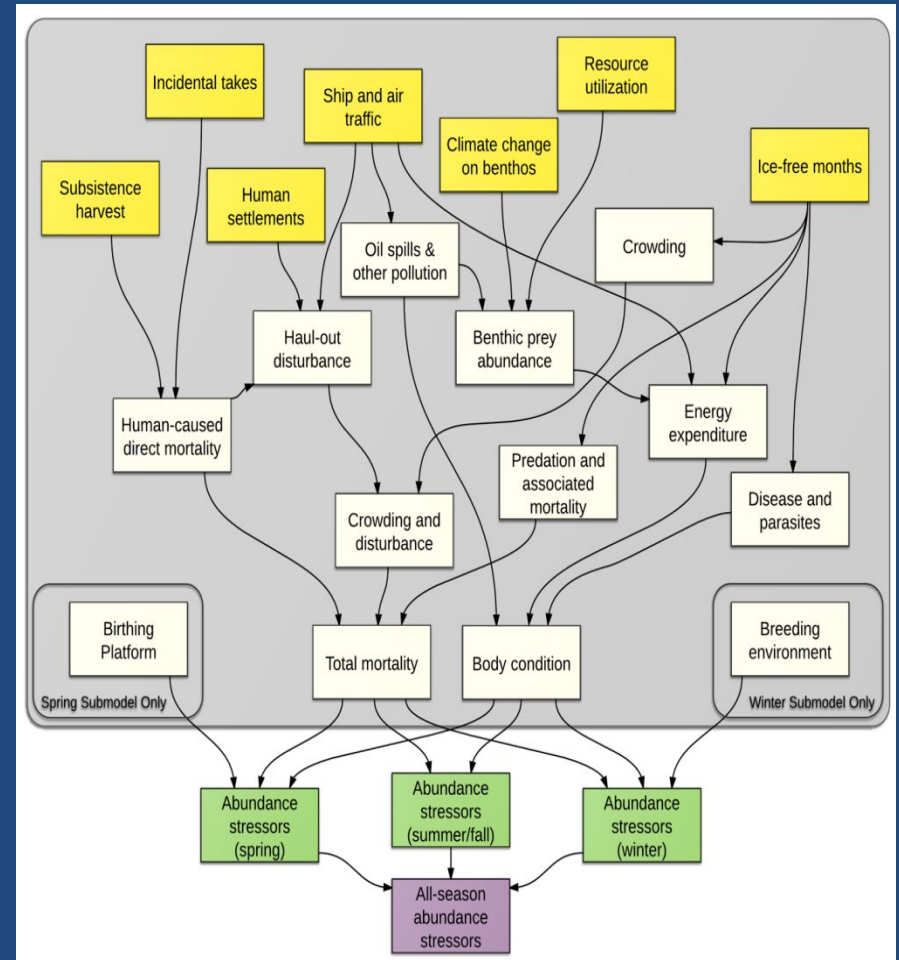 Incidental takes
Ship and air
traffic
Resource
utilization
Climate change
on benthos
Ice-free months
Subsistence
harvest
Human
settlements
Oil spills &
other pollution
Crowding
Haul-out
disturbance
Benthic prey
abundance
Human-caused
direct mortality
Energy
expenditure
Predation and
associated
mortality
Disease and
parasites
Crowding and
disturbance
Birthing
Platform
Spring Submodel Only
Total mortality
Body condition
Breeding
environment
Winter Submodel Only
Abundance
stressors
(spring)
Abundance
stressors
(summer/fall)
Abundance
stressors
(winter)
All-season
abundance
stressors